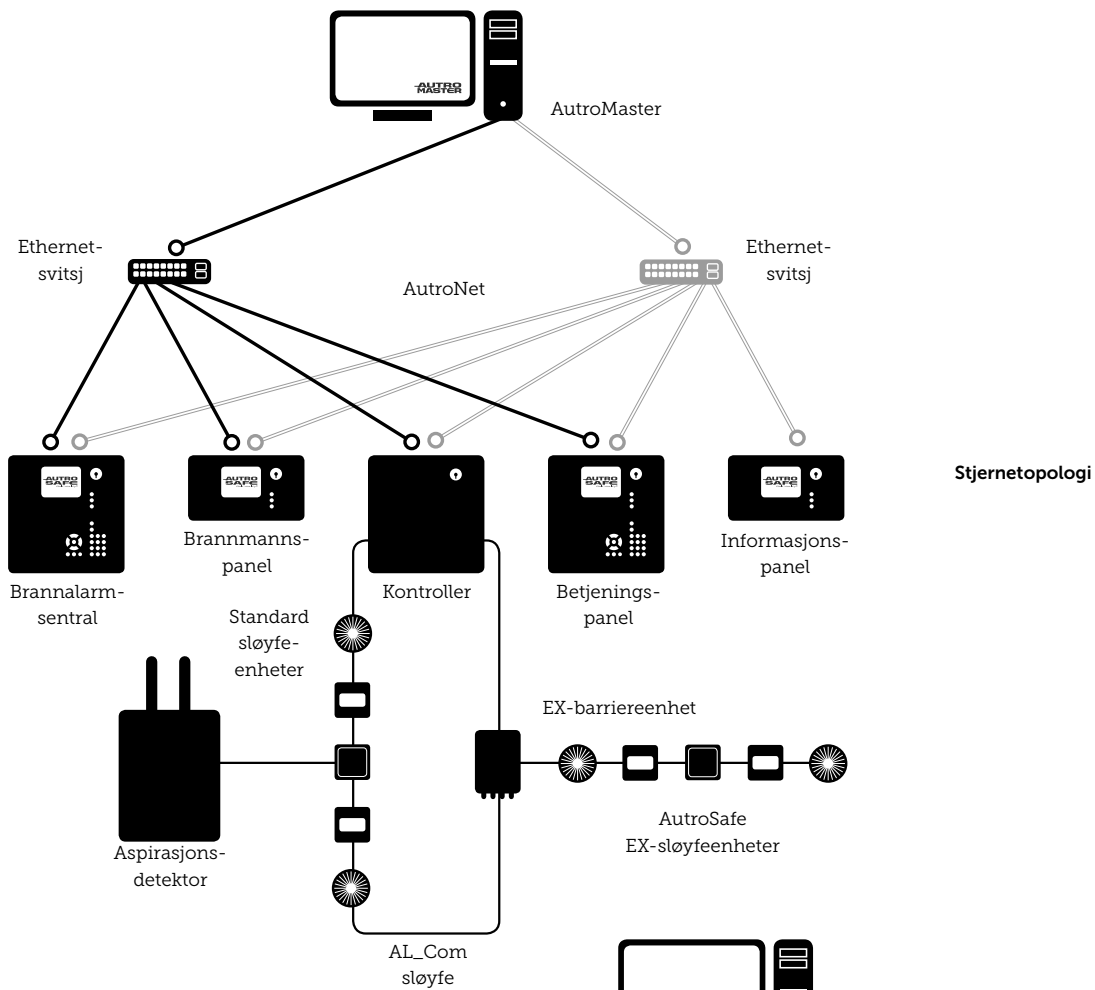 AUTRO
MASTER
AutroMaster
Ethernet-
svitsj
AutroNet
Ethernet-
svitsj
AUTRO
SAFE
AUTRO
SAFE
AUTRO
SAFE
AUTRO
SAFE
Stjernetopologi
Brannalarm-
sentral
Brannmanns-
panel
Kontroller
Betjenings-
panel
Informasjons-
panel
Standard
sløyfe-
enheter
EX-barriereenhet
AutroSafe
EX-sløyfeenheter
Aspirasjons-
detektor
AL_Com
sløyfe